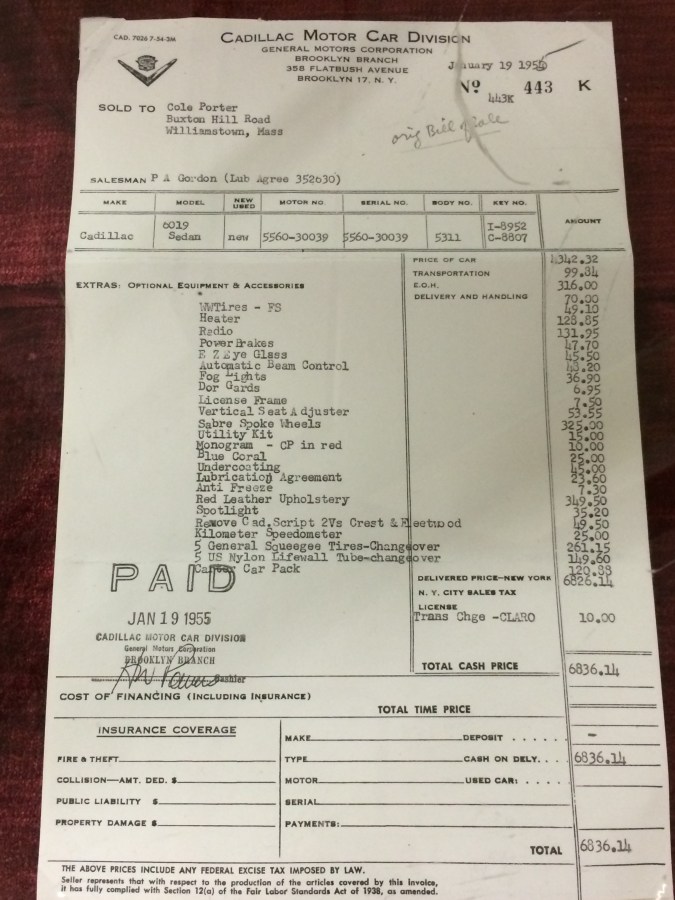 CAD. 7026 7-54-3M
CADILLAC MOTOR CAR DIVISION
GENERAL MOTORS CORPORATION
BROOKLYN BRANCH
358 FLATBUSH AVENUE
BROOKLYN 17, N. Y.
January 19 1955
No. 443 K
443K
orig Bill of Sale
SOLD TO Cole Porter
Buxton Hill Road
Williamstown, Mass
SALESMAN P A Gordon (Lub Agree 352630)
MAKE MODEL NEW USED MOTOR NO. SERIAL NO. BODY NO. KEY NO. AMOUNT
6019 I-8952
Cadillac Sedan new 5560-30039 5560-30039 5311 C-8807
PRICE OF CAR 4342.32
TRANSPORTATION 99.84
E.O.H. 316.00
EXTRAS: OPTIONAL EQUIPMENT & ACCESSORIES DELIVERY AND HANDLING 70.00
WWTires - FS 49.10
Heater 128.85
Radio 131.95
PowerBrakes 47.70
E Z Eye Glass 45.50
Automatic Beam Control 48.20
Fog Lights 36.90
Dor Gards 6.95
License Frame 7.50
Vertical Seat Adjuster 53.55
Sabre Spoke Wheels 325.00
Utility Kit 15.00
Monogram - CP in red 10.00
Blue Coral 25.00
Undercoating 45.00
Lubrication Agreement 23.60
Anti Freeze 7.30
Red Leather Upholstery 349.50
Spotlight 35.20
Remove Cad.Script 2Vs Crest & Fleetwood 49.50
Kilometer Speedometer 25.00
5 General Squeegee Tires-Changeover 261.15
5 US Nylon Lifewall Tube-changeover 149.60
Car Pack 120.88
PAID
JAN 19 1955
CADILLAC MOTOR CAR DIVISION
General Motors Corporation
BROOKLYN BRANCH
Cashier
DELIVERED PRICE-NEW YORK 6826.14
N. Y. CITY SALES TAX
LICENSE
Trans Chge -CLARO 10.00
TOTAL CASH PRICE 6836.14
COST OF FINANCING (INCLUDING INSURANCE)
TOTAL TIME PRICE
INSURANCE COVERAGE
FIRE & THEFT
COLLISION—AMT. DED. $
PUBLIC LIABILITY $
PROPERTY DAMAGE $
MAKE DEPOSIT . . . . . . -
TYPE CASH ON DELY. . . . 6836.14
MOTOR USED CAR: . . . .
SERIAL
PAYMENTS:
TOTAL 6836.14
THE ABOVE PRICES INCLUDE ANY FEDERAL EXCISE TAX IMPOSED BY LAW.
Seller represents that with respect to the production of the articles covered by this invoice,
it has fully complied with Section 12(a) of the Fair Labor Standards Act of 1938, as amended.